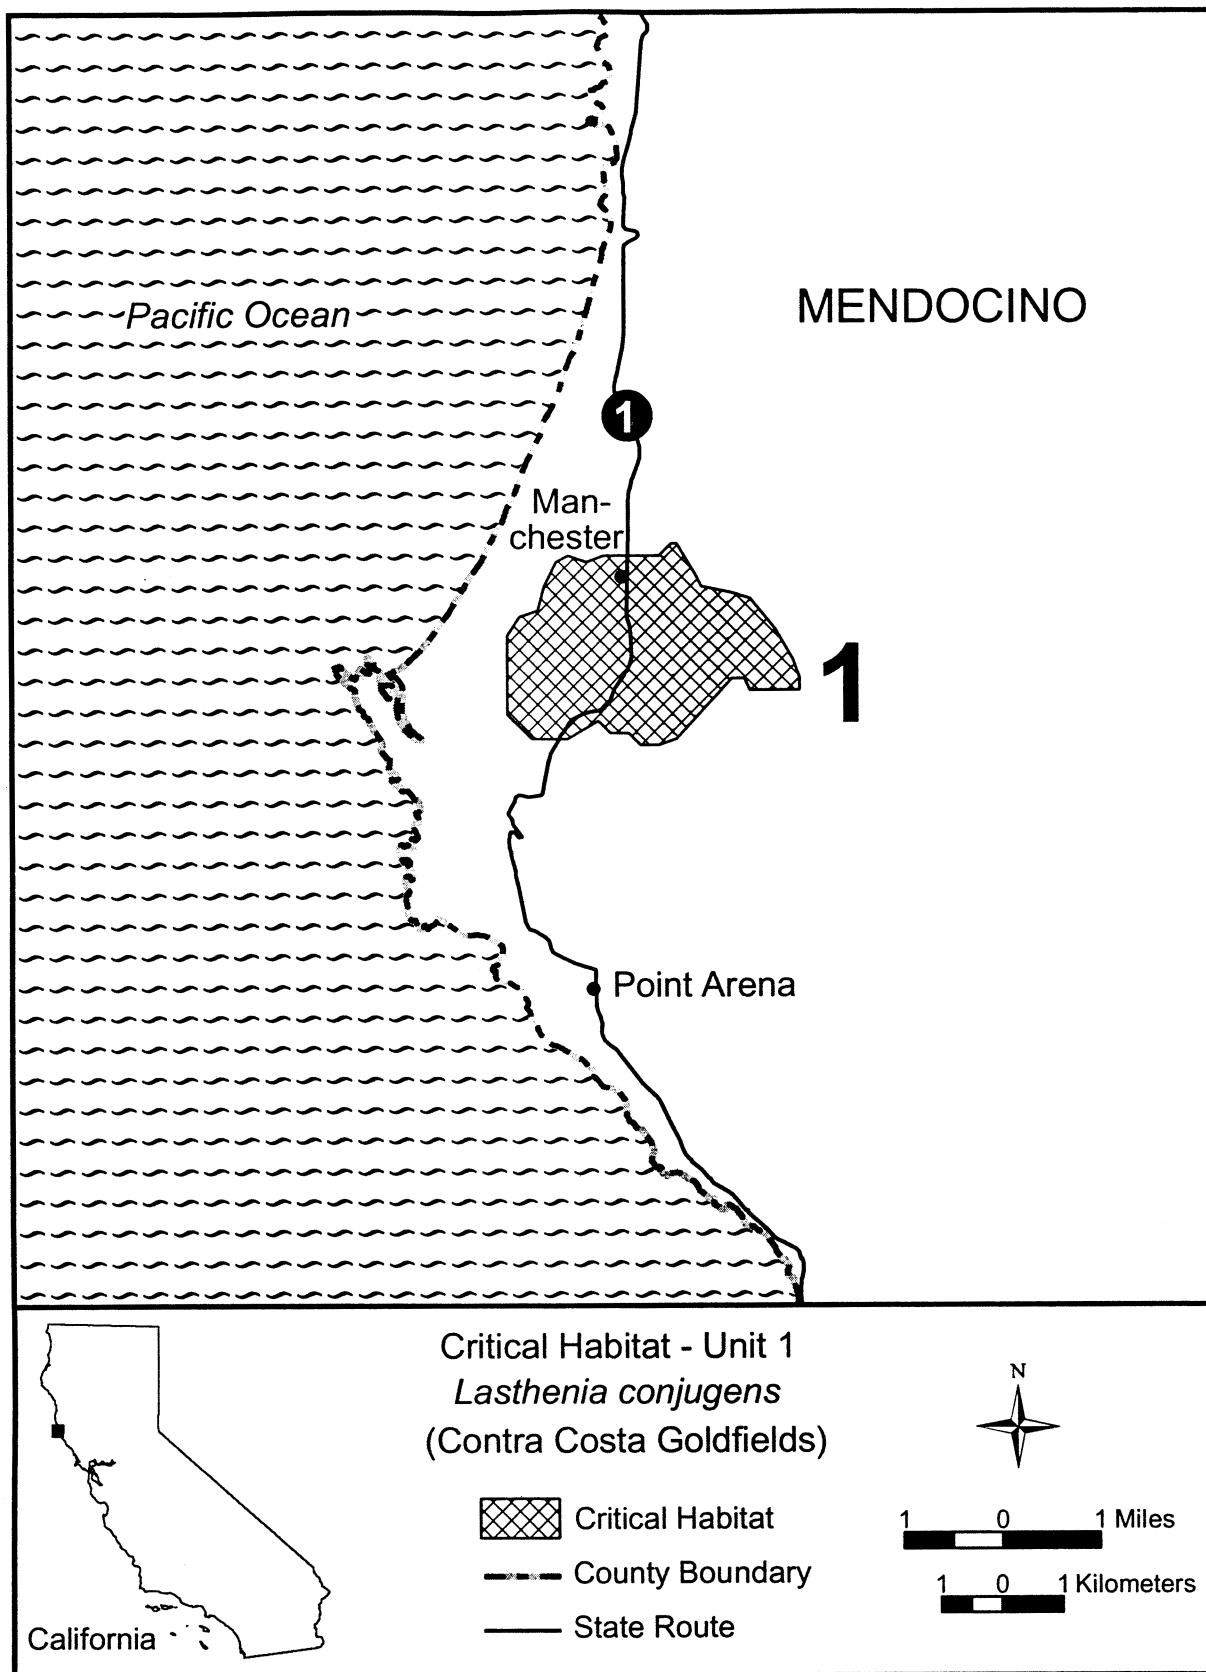 Pacific Ocean
MENDOCINO
1
Man-
chester
1
Point Arena
Critical Habitat - Unit 1
Lasthenia conjugens
(Contra Costa Goldfields)
N
Critical Habitat
County Boundary
State Route
1 0 1 Miles
1 0 1 Kilometers
California